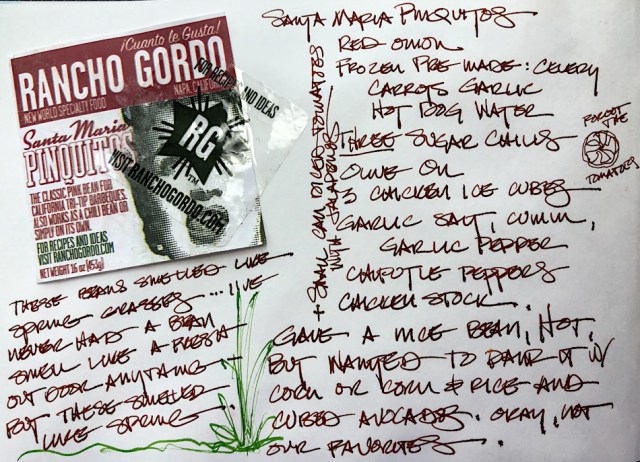 ¡Cuanto le Gusta!
RANCHO GORDO
NEW WORLD SPECIALTY FOOD
NAPA, CALIFORNIA
FOR RECIPES AND IDEAS
RG
VISIT RANCHOGORDO.COM
Santa Maria
PINQUITOS
THE CLASSIC PINK BEAN FOR
CALIFORNIA TRI-TIP BARBEQUES.
ALSO WORKS AS A CHILI BEAN OR
SIMPLY ON ITS OWN.
FOR RECIPES AND IDEAS
VISIT RANCHOGORDO.COM
NET WEIGHT 16 oz (453g)
SANTA MARIA PINQUITOS
RED ONION
FROZEN PRE-MADE: CELERY
CARROTS GARLIC
HOT DOG WATER
THREE SUGAR CHILIS
OLIVE OIL
3 CHICKEN ICE CUBES
GARLIC SALT, CUMIN,
GARLIC PEPPER
CHIPOTLE PEPPERS
CHICKEN STOCK
+ SMALL CAN DICED TOMATOES
WITH JALAPENOS
FORGOT
THE
TOMATOES
GAVE A NICE BEAN, HOT,
BUT WANTED TO PAIR IT W/
CORN OR CORN & RICE AND
CUBED AVOCADOS. OKAY, NOT
OUR FAVORITES.
THESE BEANS SMELLED LIKE
SPRING GRASSES... I'VE
NEVER HAD A BEAN
SMELL LIKE A FRESH
OUTDOOR ANYTHING --
BUT THESE SMELLED
LIKE SPRING...